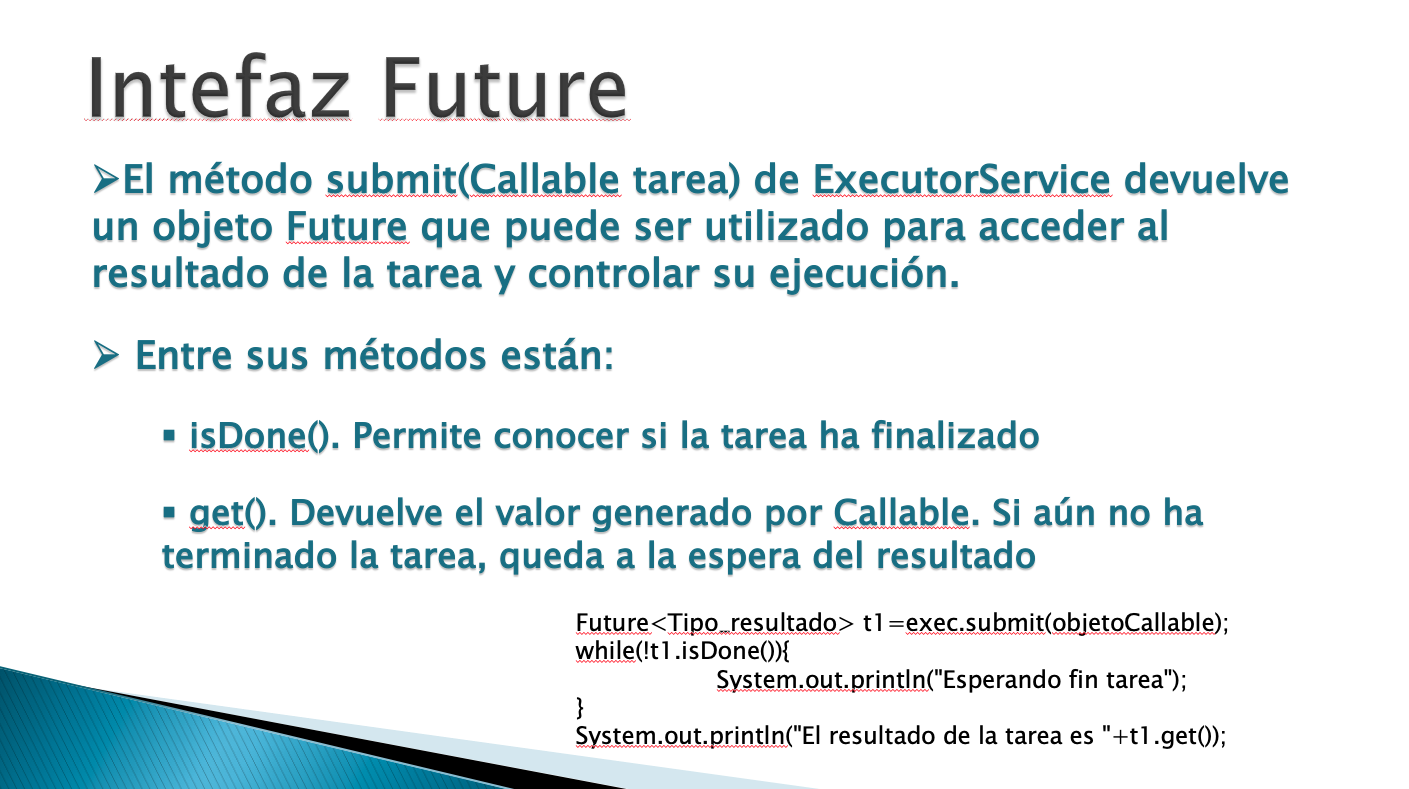 Intefaz Future
➢El método submit(Callable tarea) de ExecutorService devuelve
un objeto Future que puede ser utilizado para acceder al
resultado de la tarea y controlar su ejecución.
➢ Entre sus métodos están:
▪ isDone(). Permite conocer si la tarea ha finalizado
▪ get(). Devuelve el valor generado por Callable. Si aún no ha
terminado la tarea, queda a la espera del resultado
Future<Tipo_resultado> t1=exec.submit(objetoCallable);
while(!t1.isDone()){
System.out.println("Esperando fin tarea");
}
System.out.println("El resultado de la tarea es "+t1.get());